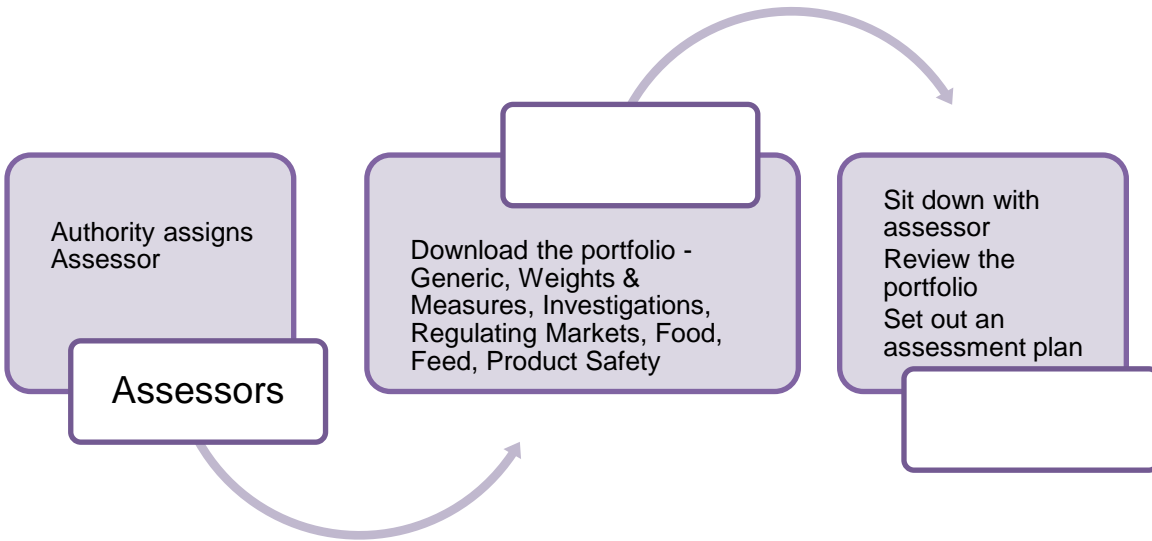 Authority assigns
Assessor
Assessors
Download the portfolio -
Generic, Weights &
Measures, Investigations,
Regulating Markets, Food,
Feed, Product Safety
Sit down with
assessor
Review the
portfolio
Set out an
assessment plan